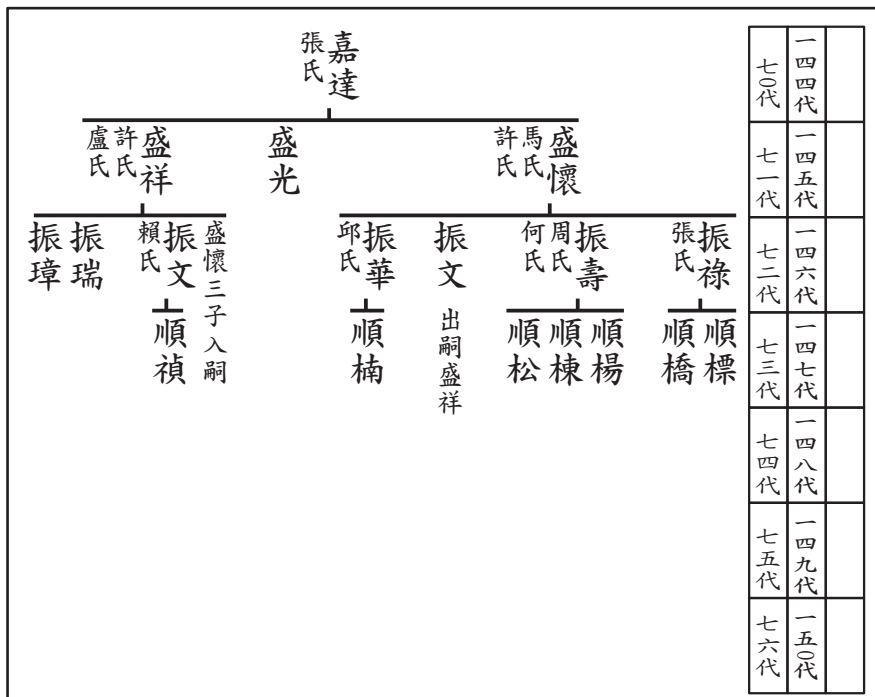 一四四代
七〇代
一四五代
七一代
一四六代
七二代
一四七代
七三代
一四八代
七四代
一四九代
七五代
一五〇代
七六代
嘉達
張氏
盛懷
馬氏
許氏
盛光
盛祥
許氏
盧氏
振祿
張氏
振壽
周氏
何氏
振文 出嗣盛祥
振華
邱氏
盛懷三子入嗣
振文
賴氏
振瑞
振璋
順標
順橋
順楊
順棟
順松
順楠
順禎